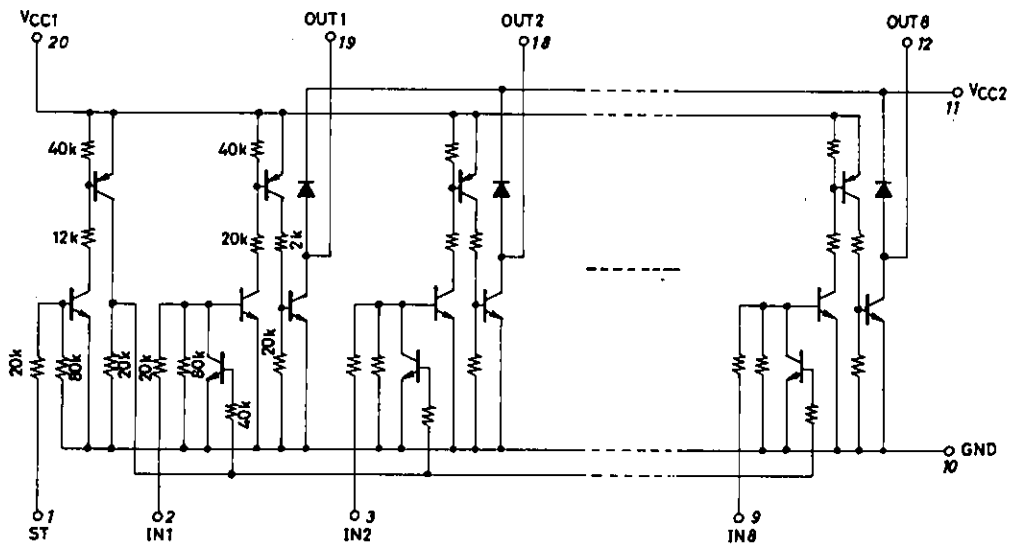 VCC1 OUT1 OUT2 OUT8
20 19 18 12
VCC2
11
40k 40k
12k 20k 2k
20k 80k 20k 20k 80k 20k
40k
GND
10
1 2 3 9
ST IN1 IN2 IN8